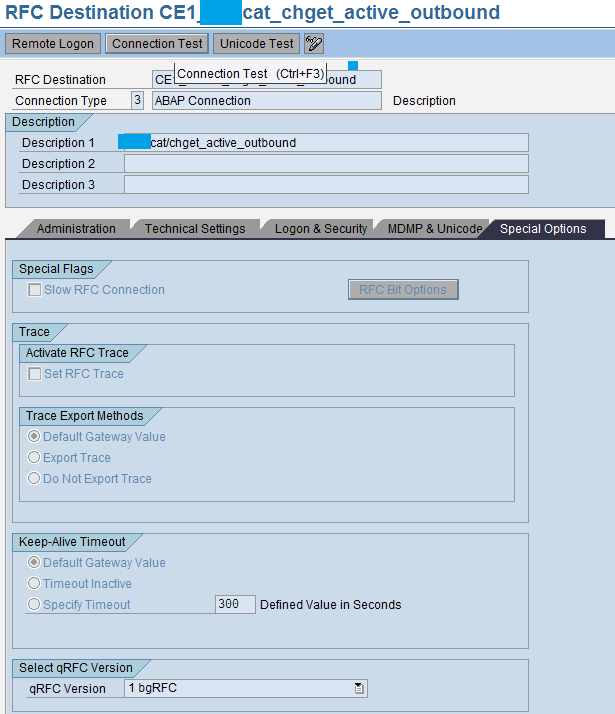 RFC Destination CE1_ cat_chget_active_outbound
Remote Logon Connection Test Unicode Test
Connection Test (Ctrl+F3)
RFC Destination CE ound
Connection Type 3 ABAP Connection Description
Description
Description 1 cat/chget_active_outbound
Description 2
Description 3
Administration Technical Settings Logon & Security MDMP & Unicode Special Options
Special Flags
Slow RFC Connection RFC Bit Options
Trace
Activate RFC Trace
Set RFC Trace
Trace Export Methods
Default Gateway Value
Export Trace
Do Not Export Trace
Keep-Alive Timeout
Default Gateway Value
Timeout Inactive
Specify Timeout 300 Defined Value in Seconds
Select qRFC Version
qRFC Version 1 bgRFC